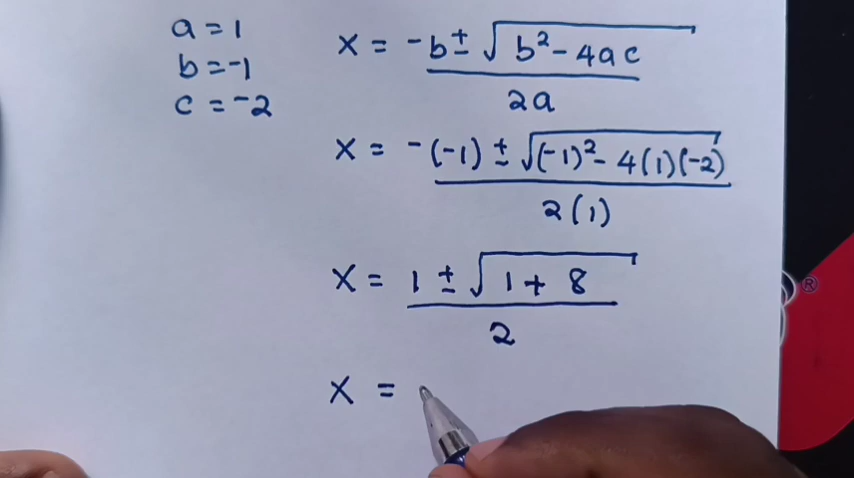 a = 1
b = -1
c = -2
x = -b ± √b² - 4ac
2a
x = -(-1) ± √(-1)² - 4(1)(-2)
2(1)
x = 1 ± √1 + 8
2
x =
®